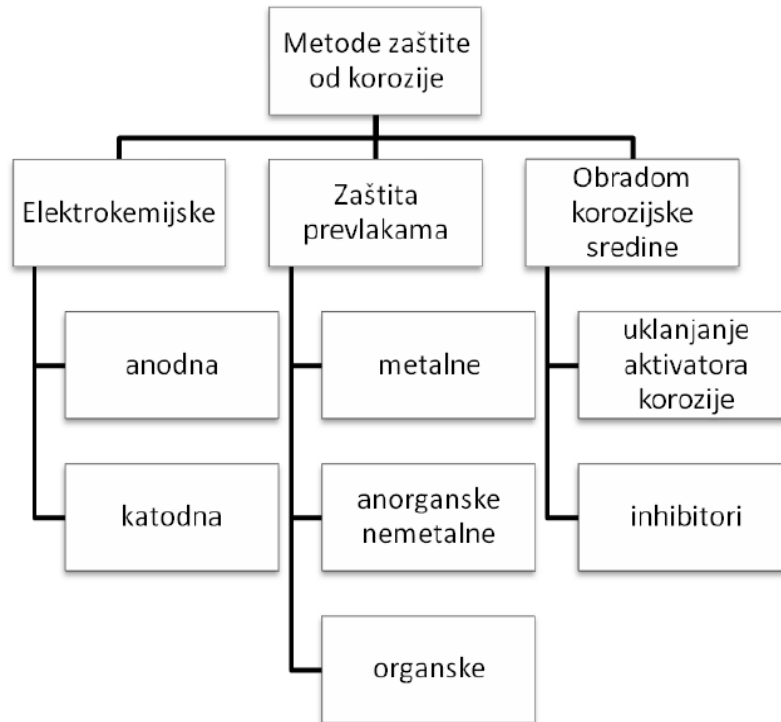 Metode zaštite
od korozije
Elektrokemijske
Zaštita
prevlakama
Obradom
korozijske
sredine
anodna
metalne
uklanjanje
aktivatora
korozije
katodna
anorganske
nemetalne
inhibitori
organske